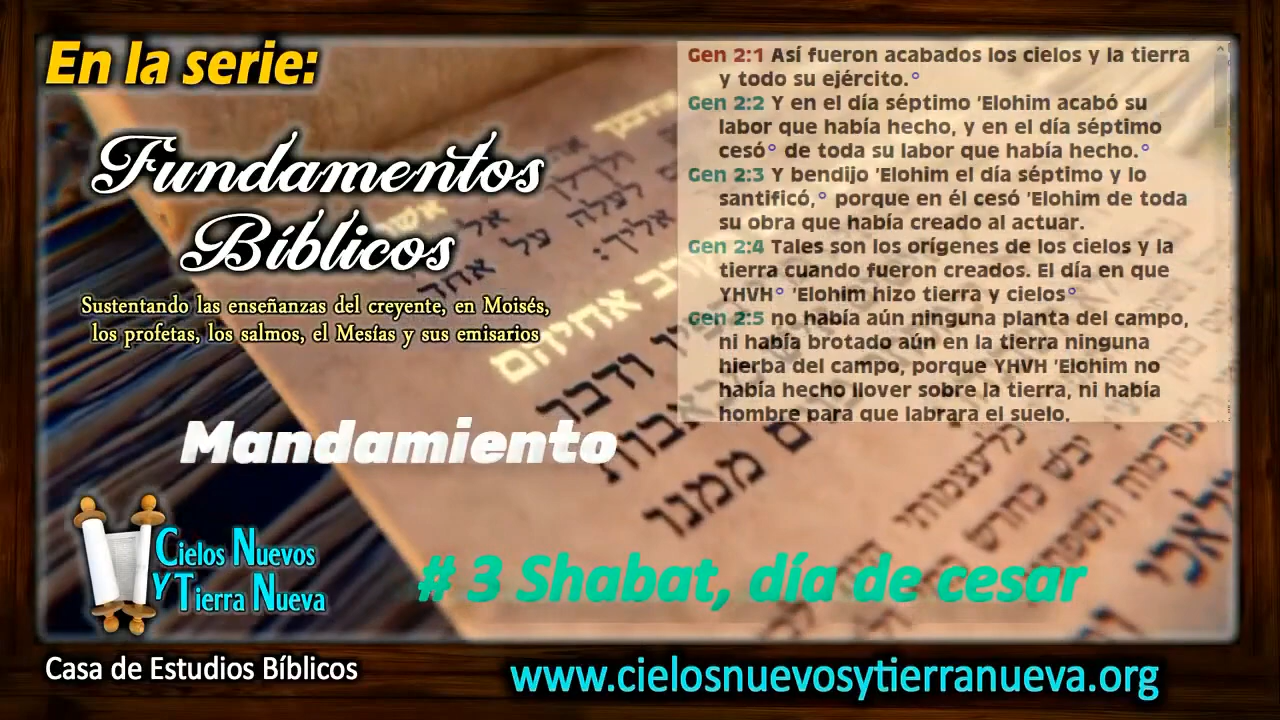 En la serie:
Fundamentos
Bíblicos
Sustentando las enseñanzas del creyente, en Moisés,
los profetas, los salmos, el Mesías y sus emisarios
Gen 2:1 Así fueron acabados los cielos y la tierra
y todo su ejército.°
Gen 2:2 Y en el día séptimo 'Elohim acabó su
labor que había hecho, y en el día séptimo
cesó° de toda su labor que había hecho.°
Gen 2:3 Y bendijo 'Elohim el día séptimo y lo
santificó,° porque en él cesó 'Elohim de toda
su obra que había creado al actuar.
Gen 2:4 Tales son los orígenes de los cielos y la
tierra cuando fueron creados. El día en que
YHVH° 'Elohim hizo tierra y cielos°
Gen 2:5 no había aún ninguna planta del campo,
ni había brotado aún en la tierra ninguna
hierba del campo, porque YHVH 'Elohim no
había hecho llover sobre la tierra, ni había
hombre para que labrara el suelo,
אשר
על אחד
אליך:
ודבר
ממנו
Mandamiento
Cielos Nuevos
Y Tierra Nueva
# 3 Shabat, día de cesar
Casa de Estudios Bíblicos
www.cielosnuevosytierranueva.org